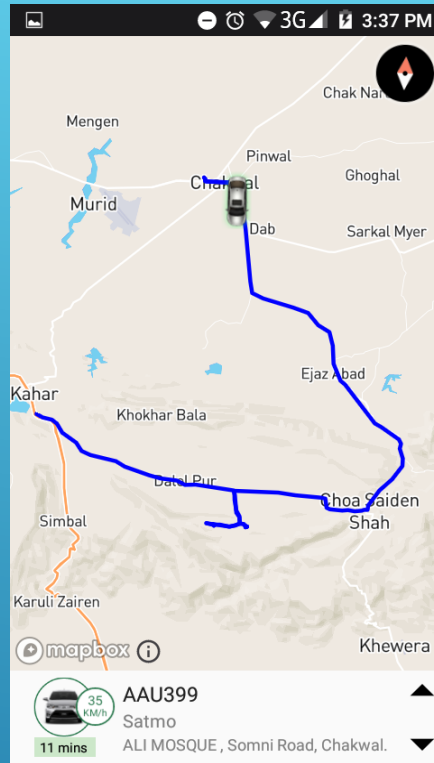 3G 3:37 PM
Chak Nar
Mengen
Pinwal
Chakwal
Ghoghal
Murid
Dab
Sarkal Myer
Ejaz Abad
Kahar
Khokhar Bala
Dalel Pur
Choa Saiden
Shah
Simbal
Karuli Zairen
Khewera
mapbox
35
KM/h
AAU399
Satmo
11 mins
ALI MOSQUE , Somni Road, Chakwal.